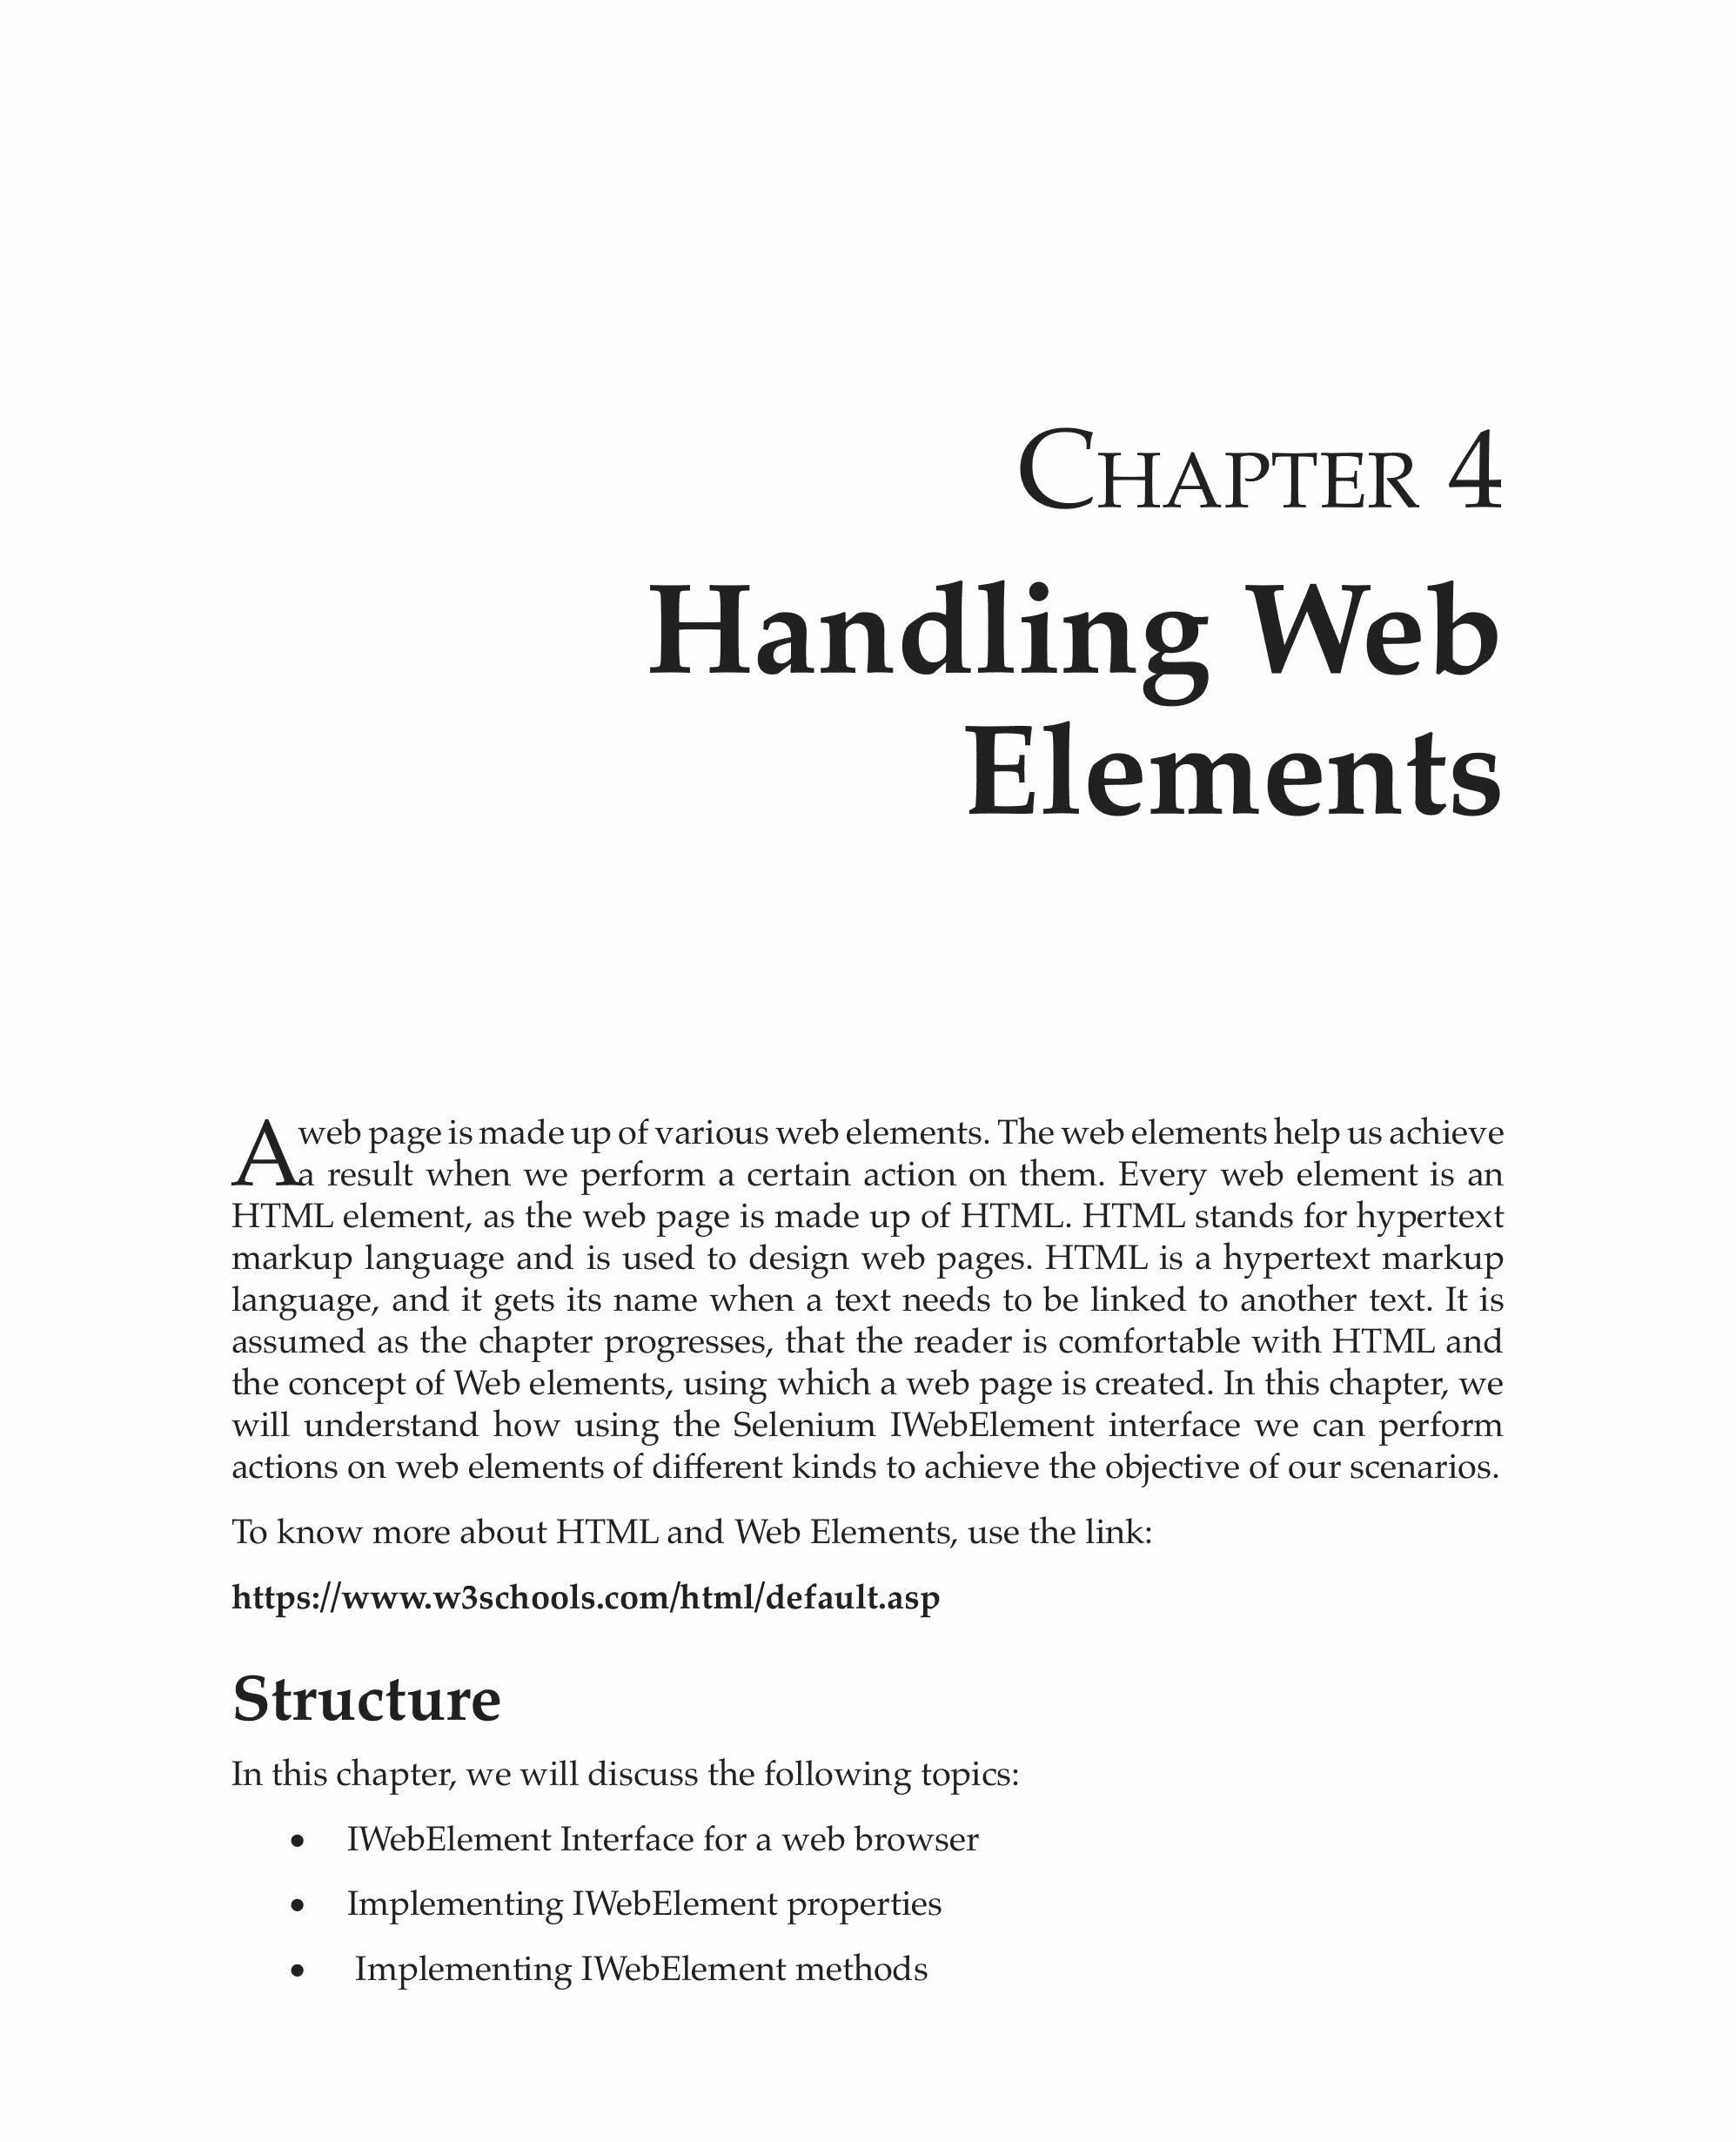 CHAPTER 4
Handling Web
Elements
A web page is made up of various web elements. The web elements help us achieve
a result when we perform a certain action on them. Every web element is an
HTML element, as the web page is made up of HTML. HTML stands for hypertext
markup language and is used to design web pages. HTML is a hypertext markup
language, and it gets its name when a text needs to be linked to another text. It is
assumed as the chapter progresses, that the reader is comfortable with HTML and
the concept of Web elements, using which a web page is created. In this chapter, we
will understand how using the Selenium IWebElement interface we can perform
actions on web elements of different kinds to achieve the objective of our scenarios.
To know more about HTML and Web Elements, use the link:
https://www.w3schools.com/html/default.asp
Structure
In this chapter, we will discuss the following topics:
• IWebElement Interface for a web browser
• Implementing IWebElement properties
• Implementing IWebElement methods